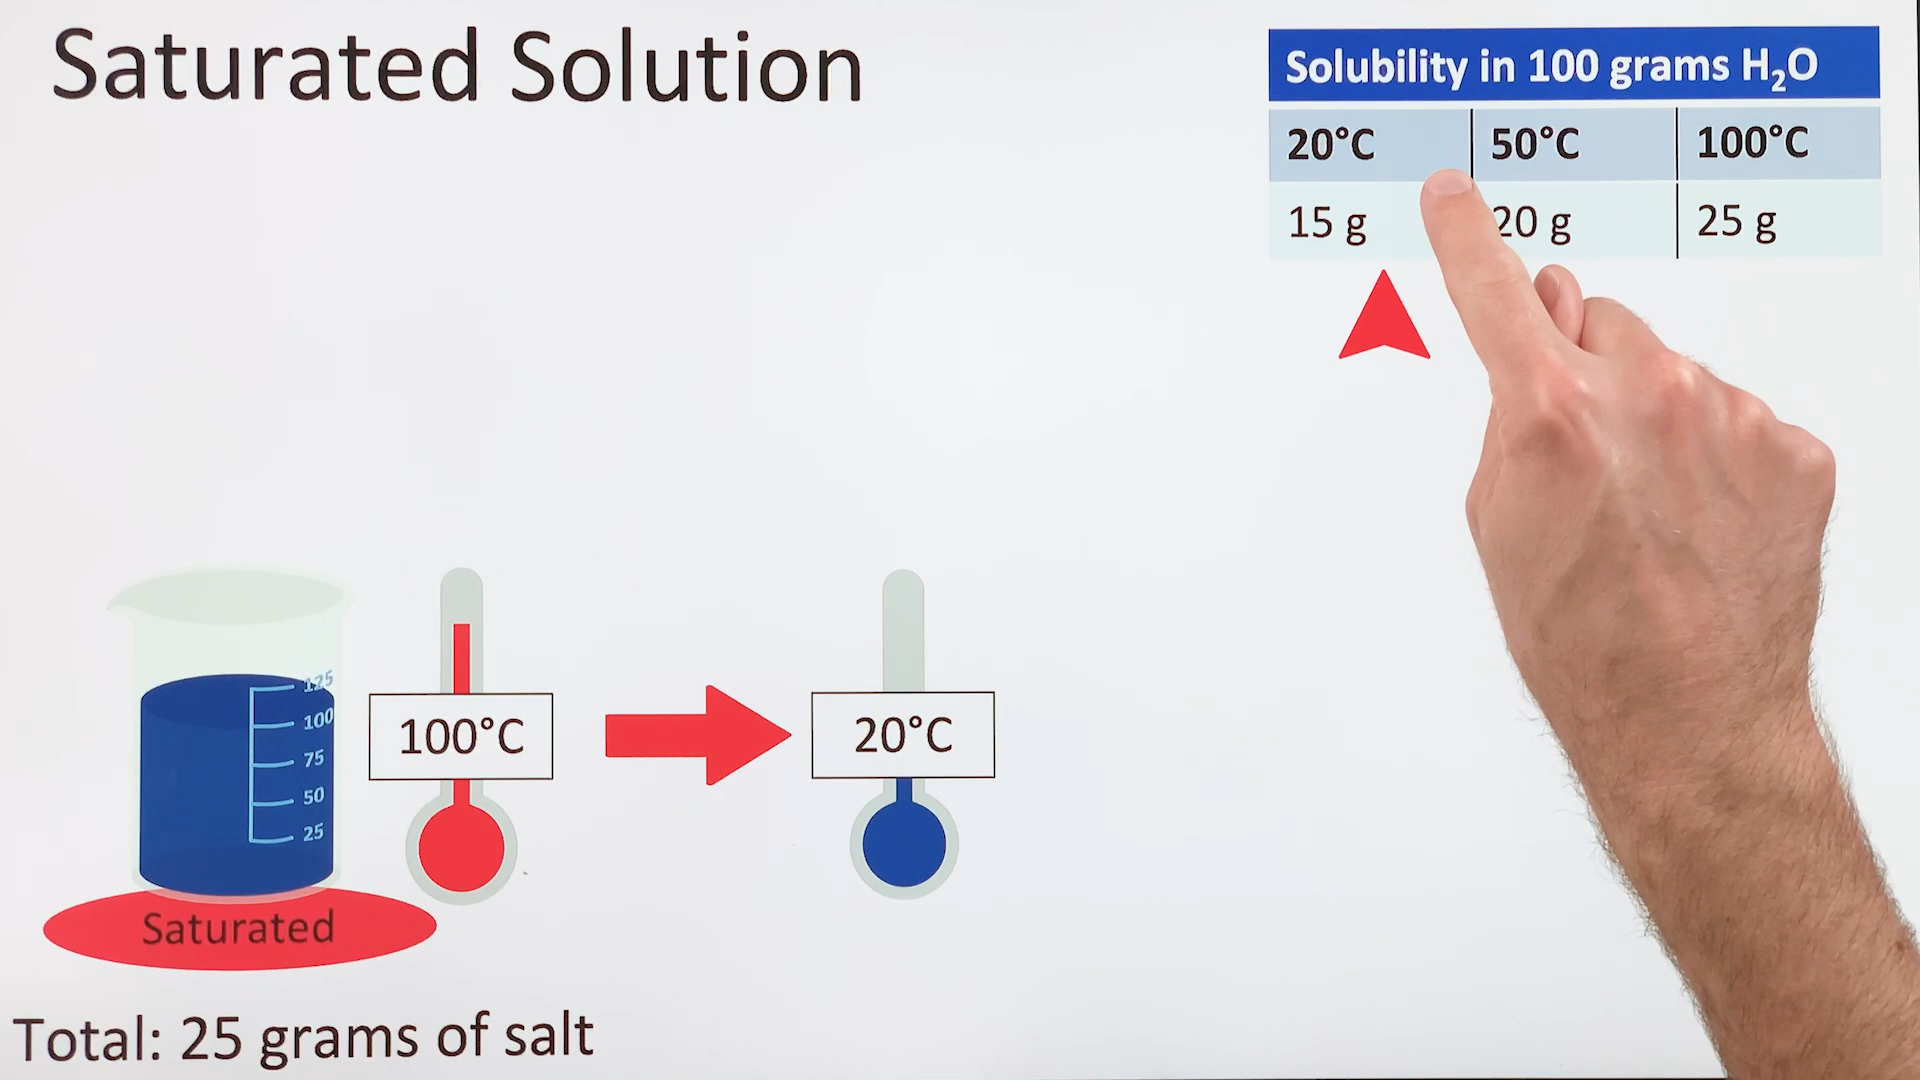 Saturated Solution
Solubility in 100 grams H₂O
20°C 50°C 100°C
15 g 20 g 25 g
125
100
75
50
25
100°C
20°C
Saturated
Total: 25 grams of salt